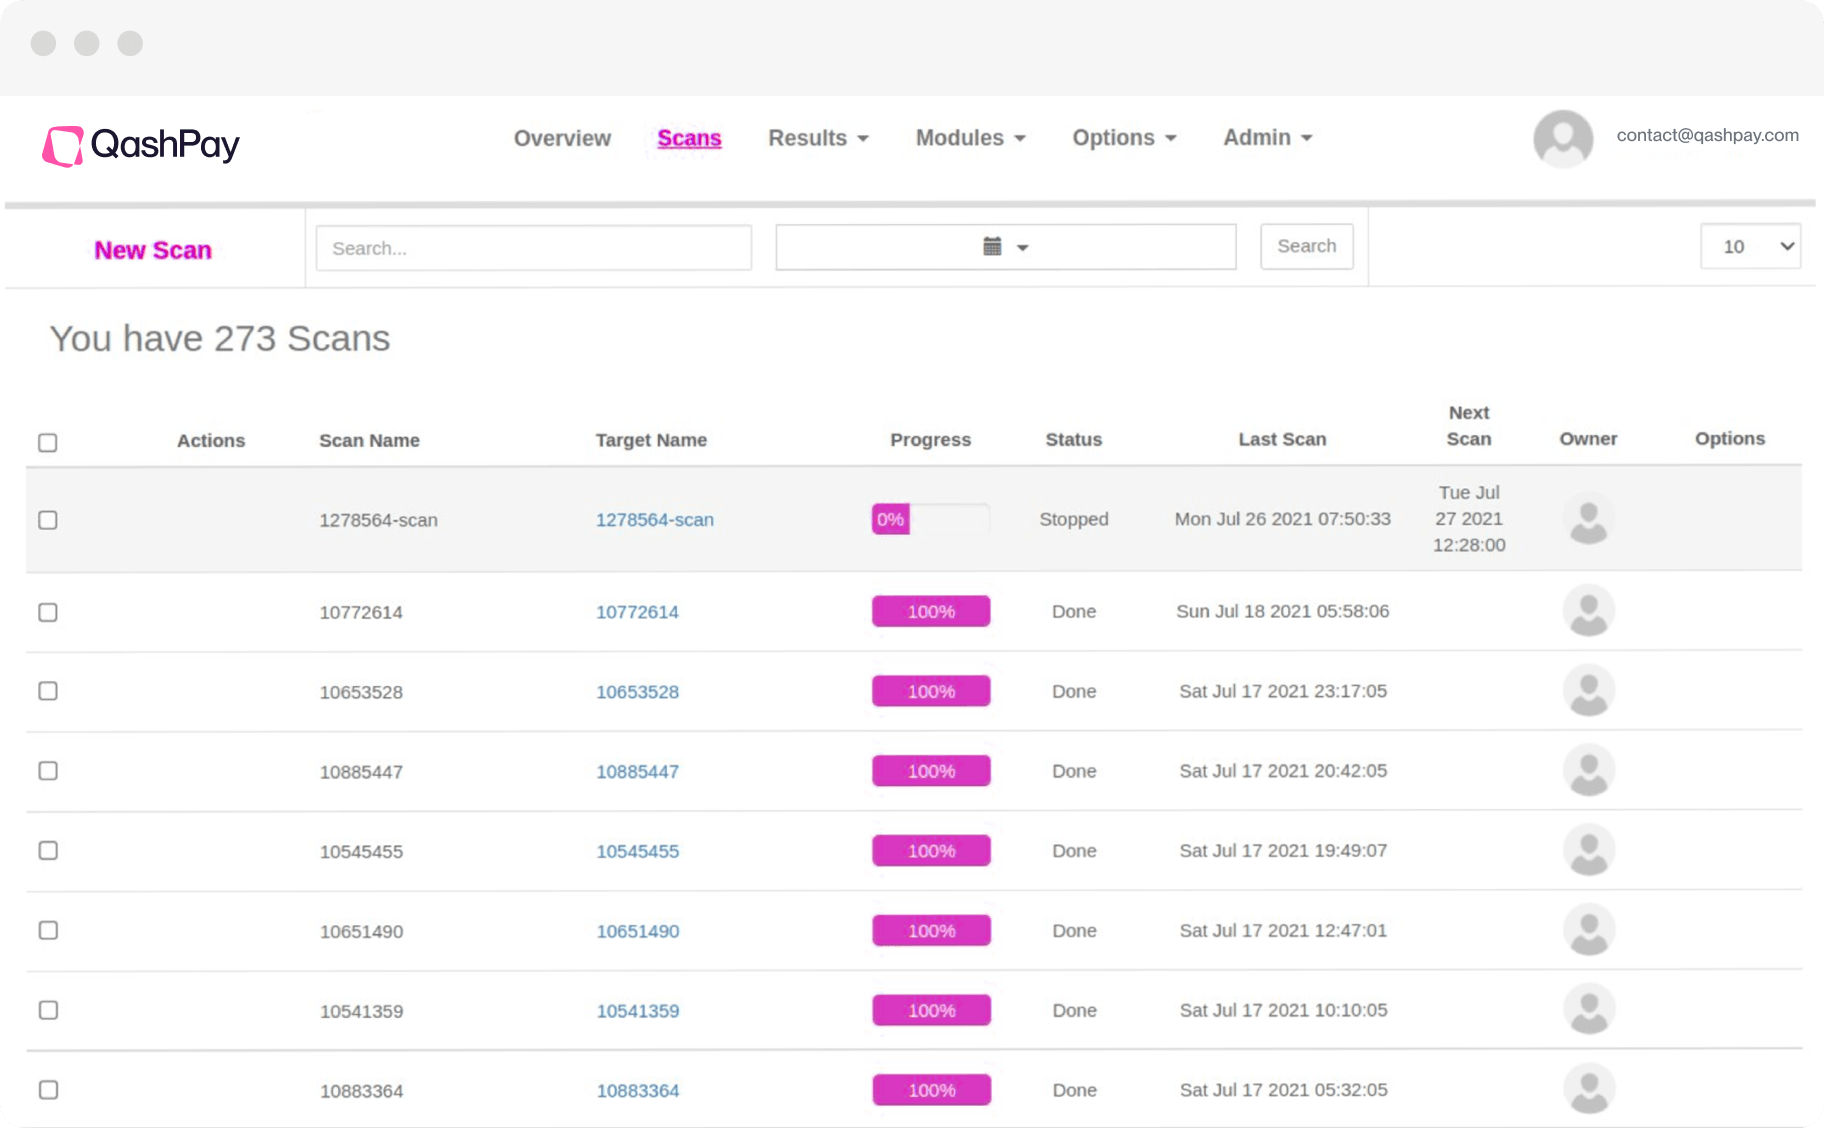 QashPay
Overview Scans Results Modules Options Admin
contact@qashpay.com
New Scan
Search...
Search
10
You have 273 Scans
Actions Scan Name Target Name Progress Status Last Scan Next Scan Owner Options
1278564-scan 1278564-scan 0% Stopped Mon Jul 26 2021 07:50:33 Tue Jul 27 2021 12:28:00
10772614 10772614 100% Done Sun Jul 18 2021 05:58:06
10653528 10653528 100% Done Sat Jul 17 2021 23:17:05
10885447 10885447 100% Done Sat Jul 17 2021 20:42:05
10545455 10545455 100% Done Sat Jul 17 2021 19:49:07
10651490 10651490 100% Done Sat Jul 17 2021 12:47:01
10541359 10541359 100% Done Sat Jul 17 2021 10:10:05
10883364 10883364 100% Done Sat Jul 17 2021 05:32:05